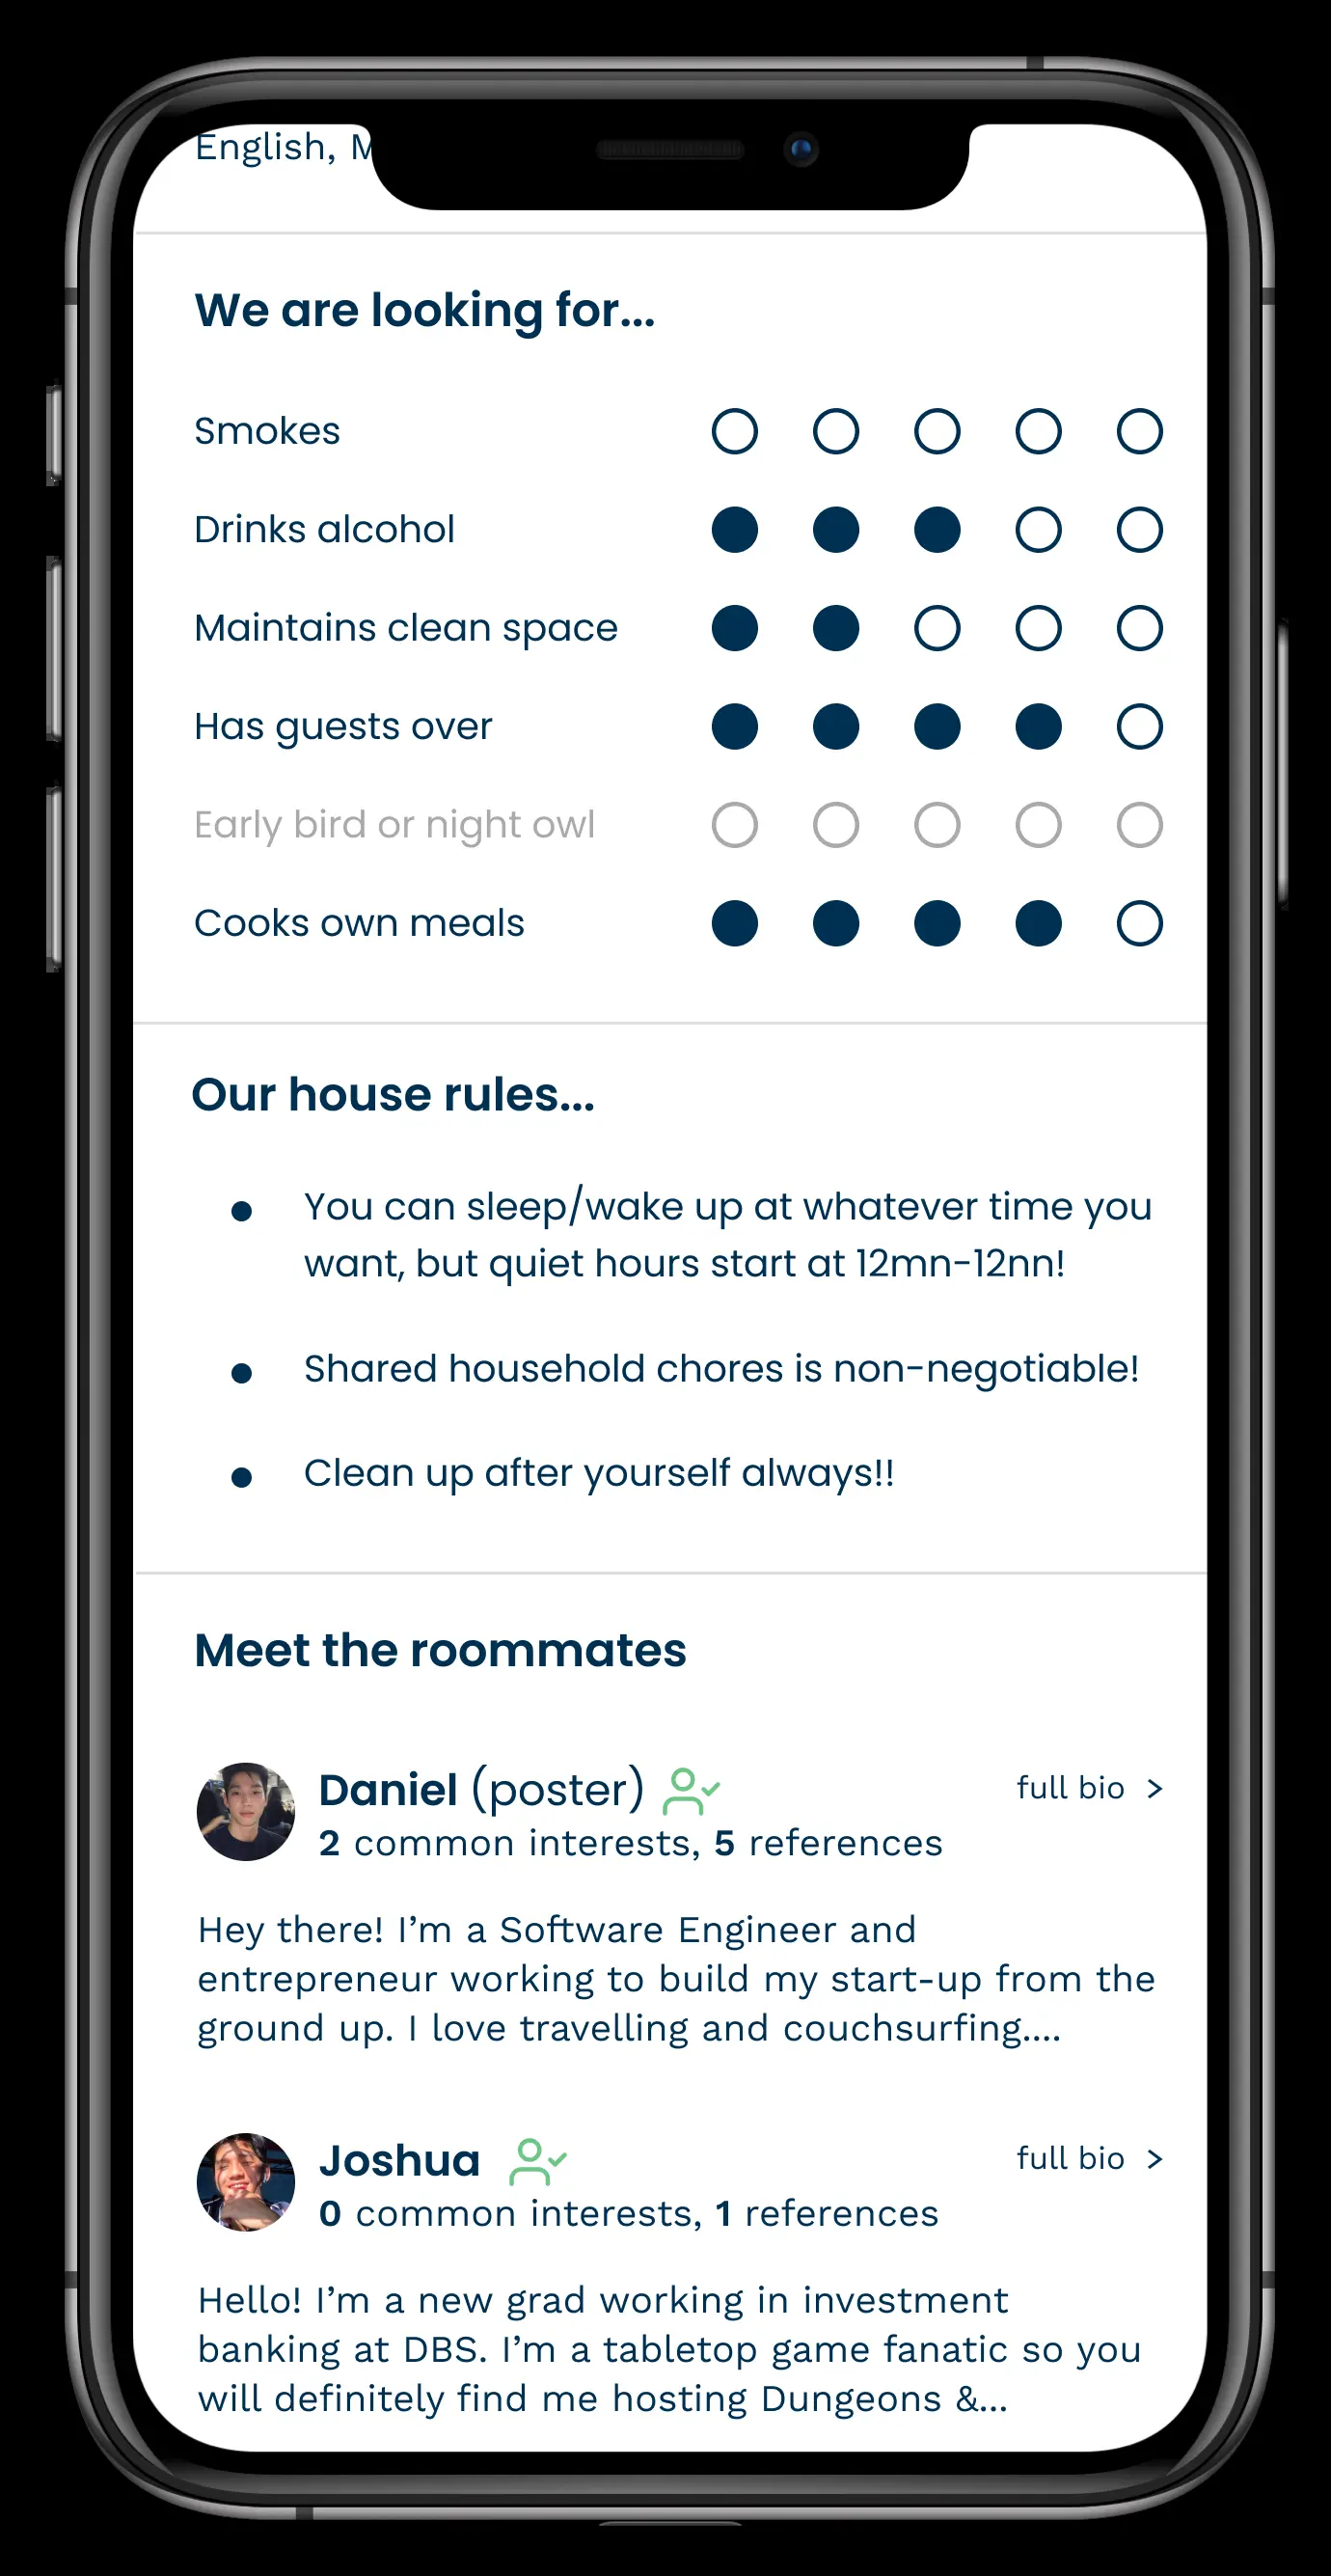 English, M
We are looking for...
Smokes
Drinks alcohol
Maintains clean space
Has guests over
Early bird or night owl
Cooks own meals
Our house rules...
You can sleep/wake up at whatever time you
want, but quiet hours start at 12mn-12nn!
Shared household chores is non-negotiable!
Clean up after yourself always!!
Meet the roommates
Daniel (poster) full bio >
2 common interests, 5 references
Hey there! I'm a Software Engineer and
entrepreneur working to build my start-up from the
ground up. I love travelling and couchsurfing....
Joshua full bio >
0 common interests, 1 references
Hello! I'm a new grad working in investment
banking at DBS. I'm a tabletop game fanatic so you
will definitely find me hosting Dungeons &...